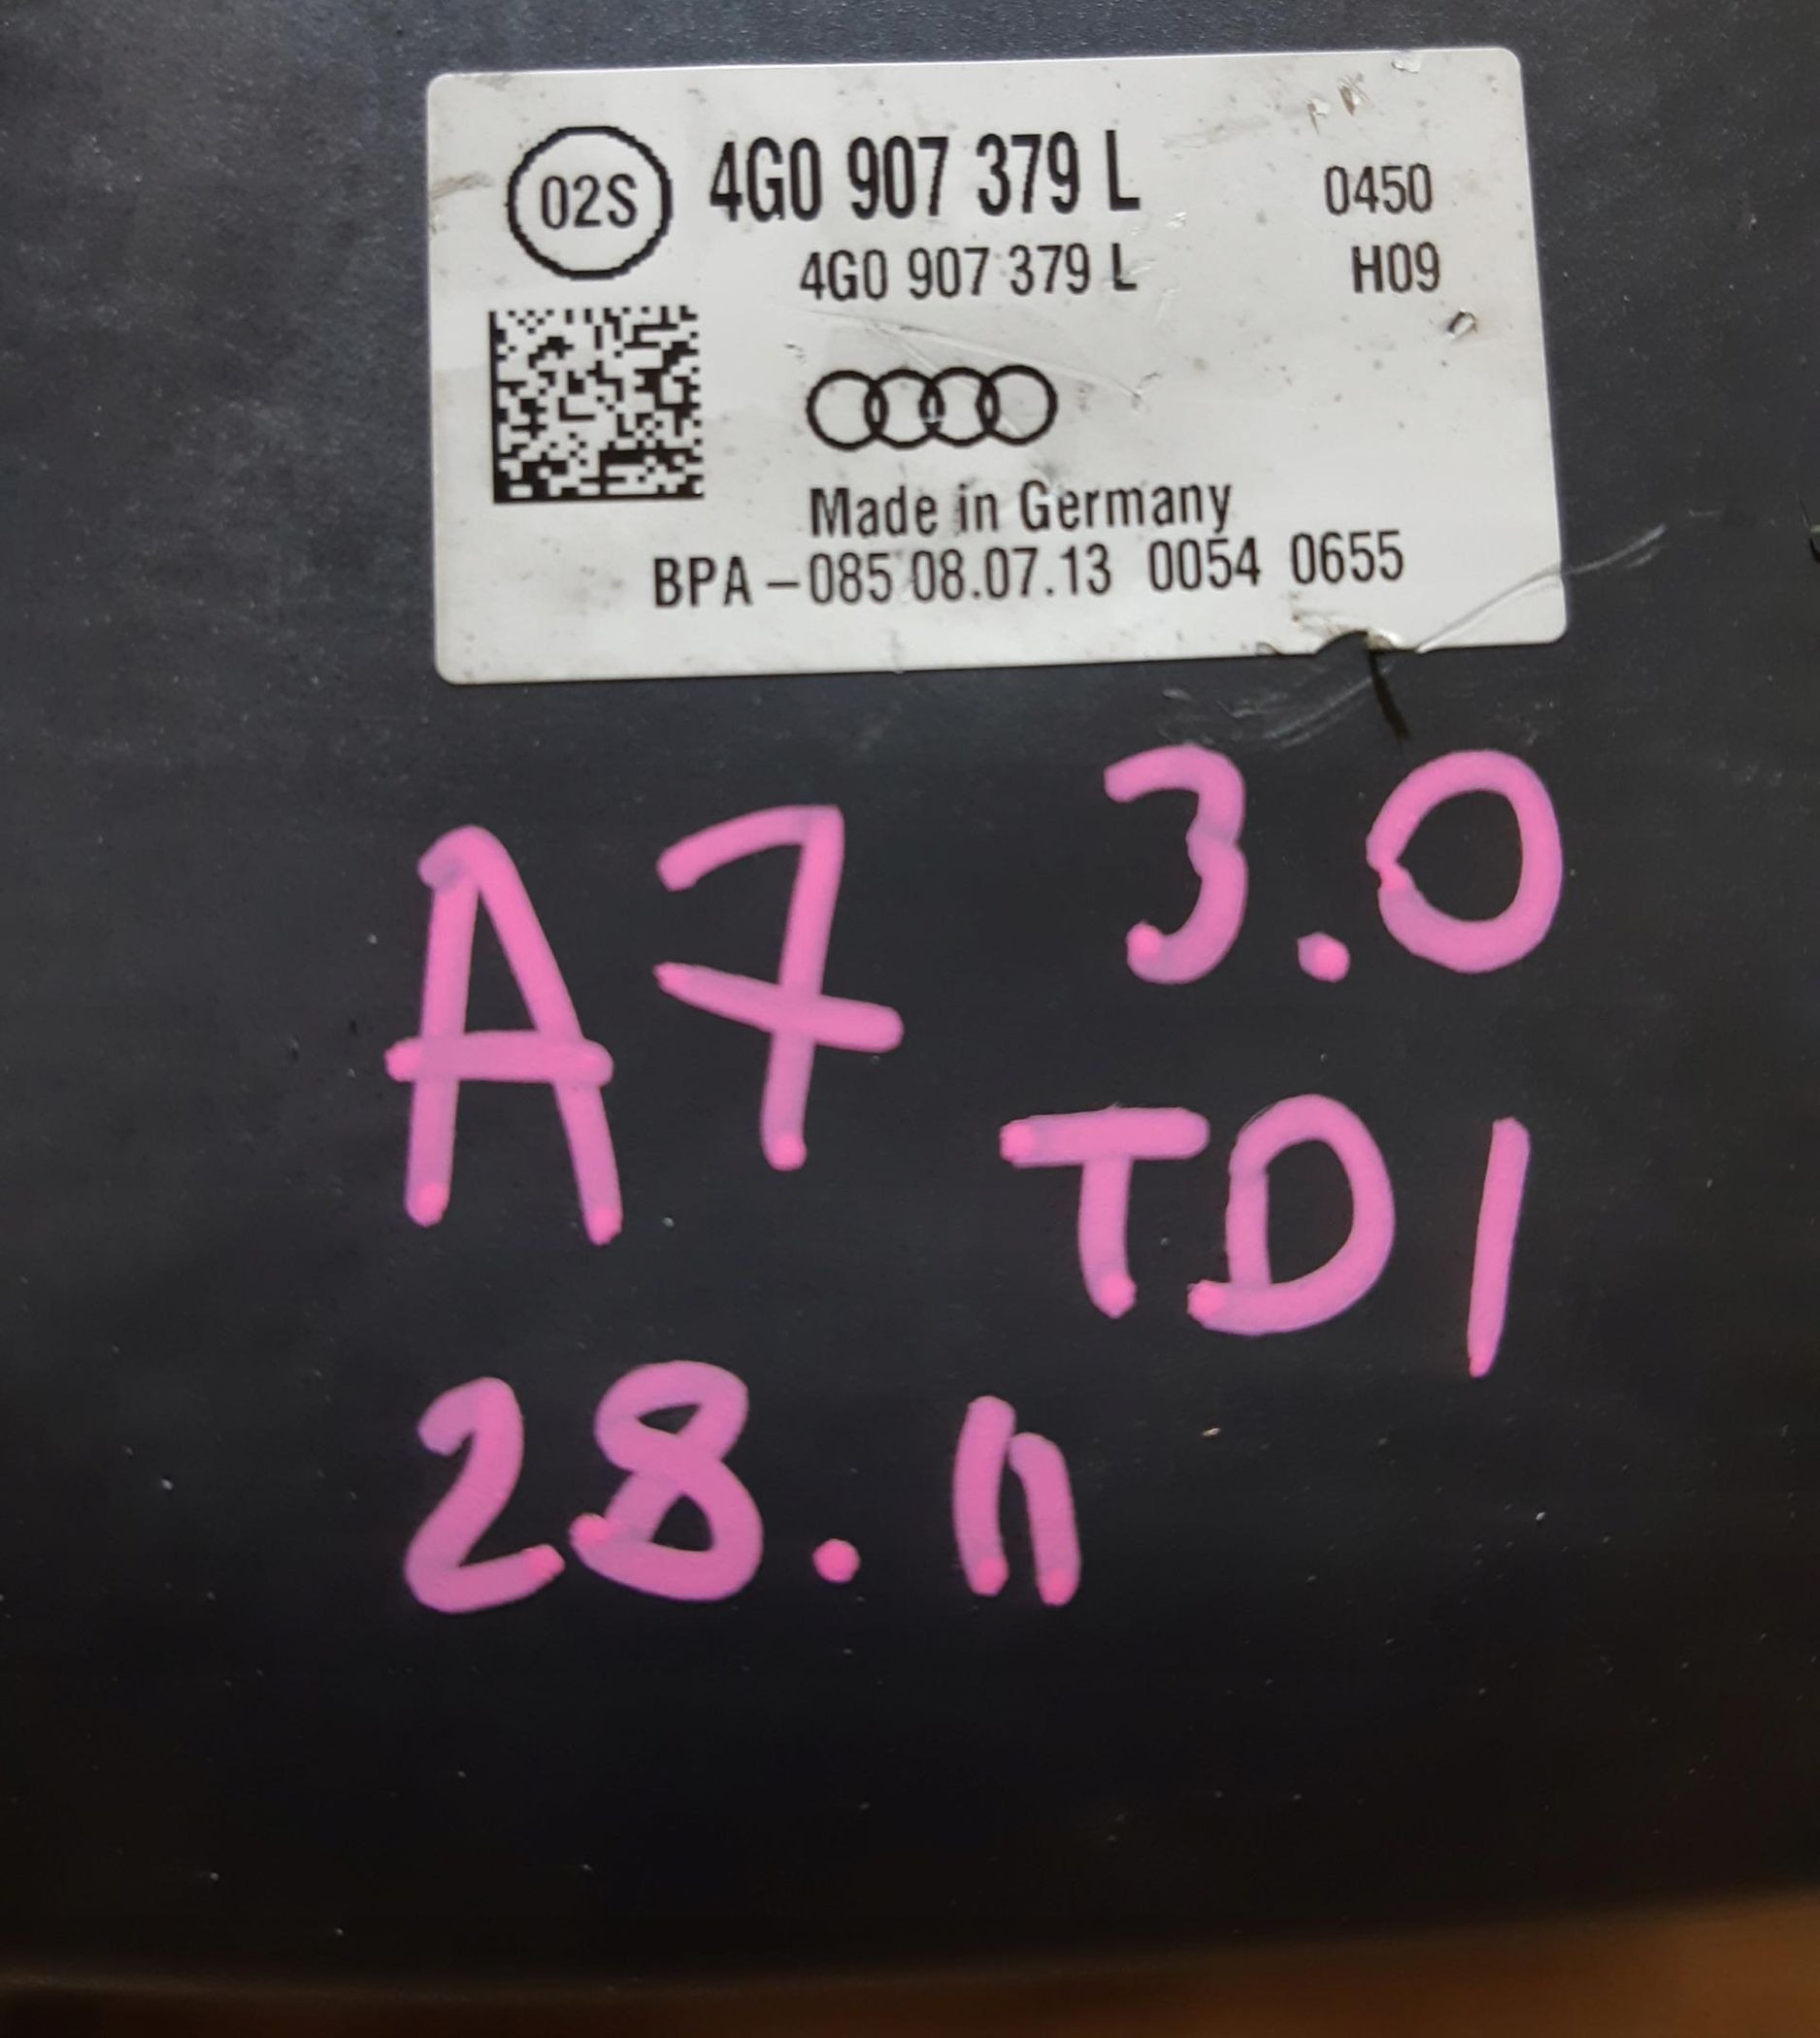 02S 4G0 907 379 L 0450
4G0 907 379 L H09
Made in Germany
BPA-085 08.07.13 0054 0655
A7 3.0
TDI
28.11